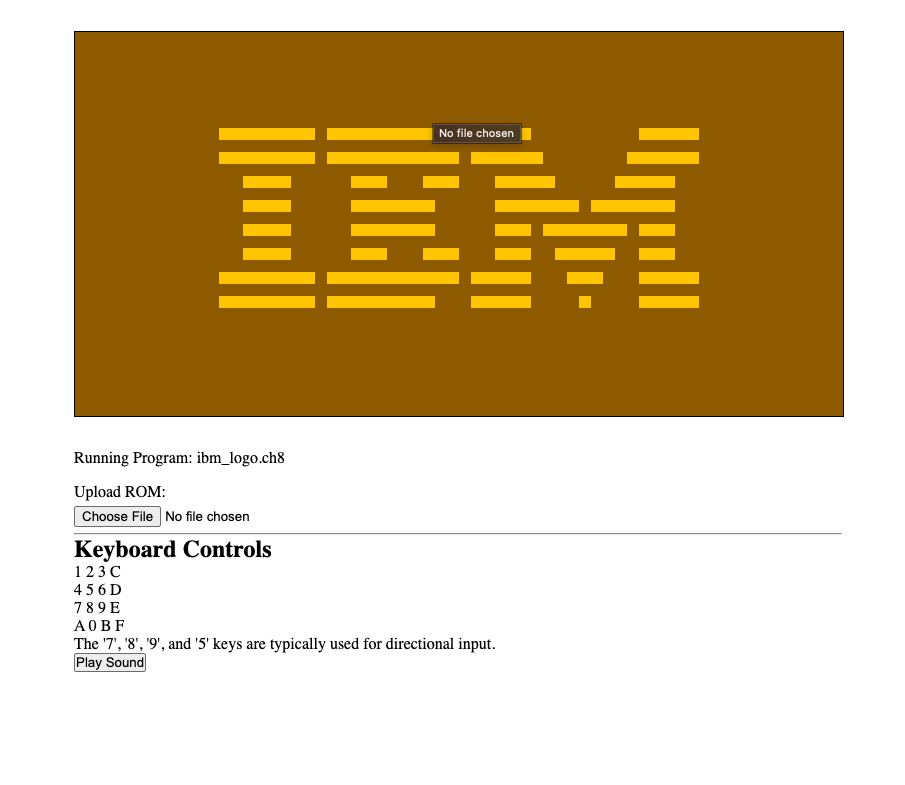 IBM
No file chosen
Running Program: ibm_logo.ch8
Upload ROM:
Choose File No file chosen
Keyboard Controls
1 2 3 C
4 5 6 D
7 8 9 E
A 0 B F
The '7', '8', '9', and '5' keys are typically used for directional input.
Play Sound